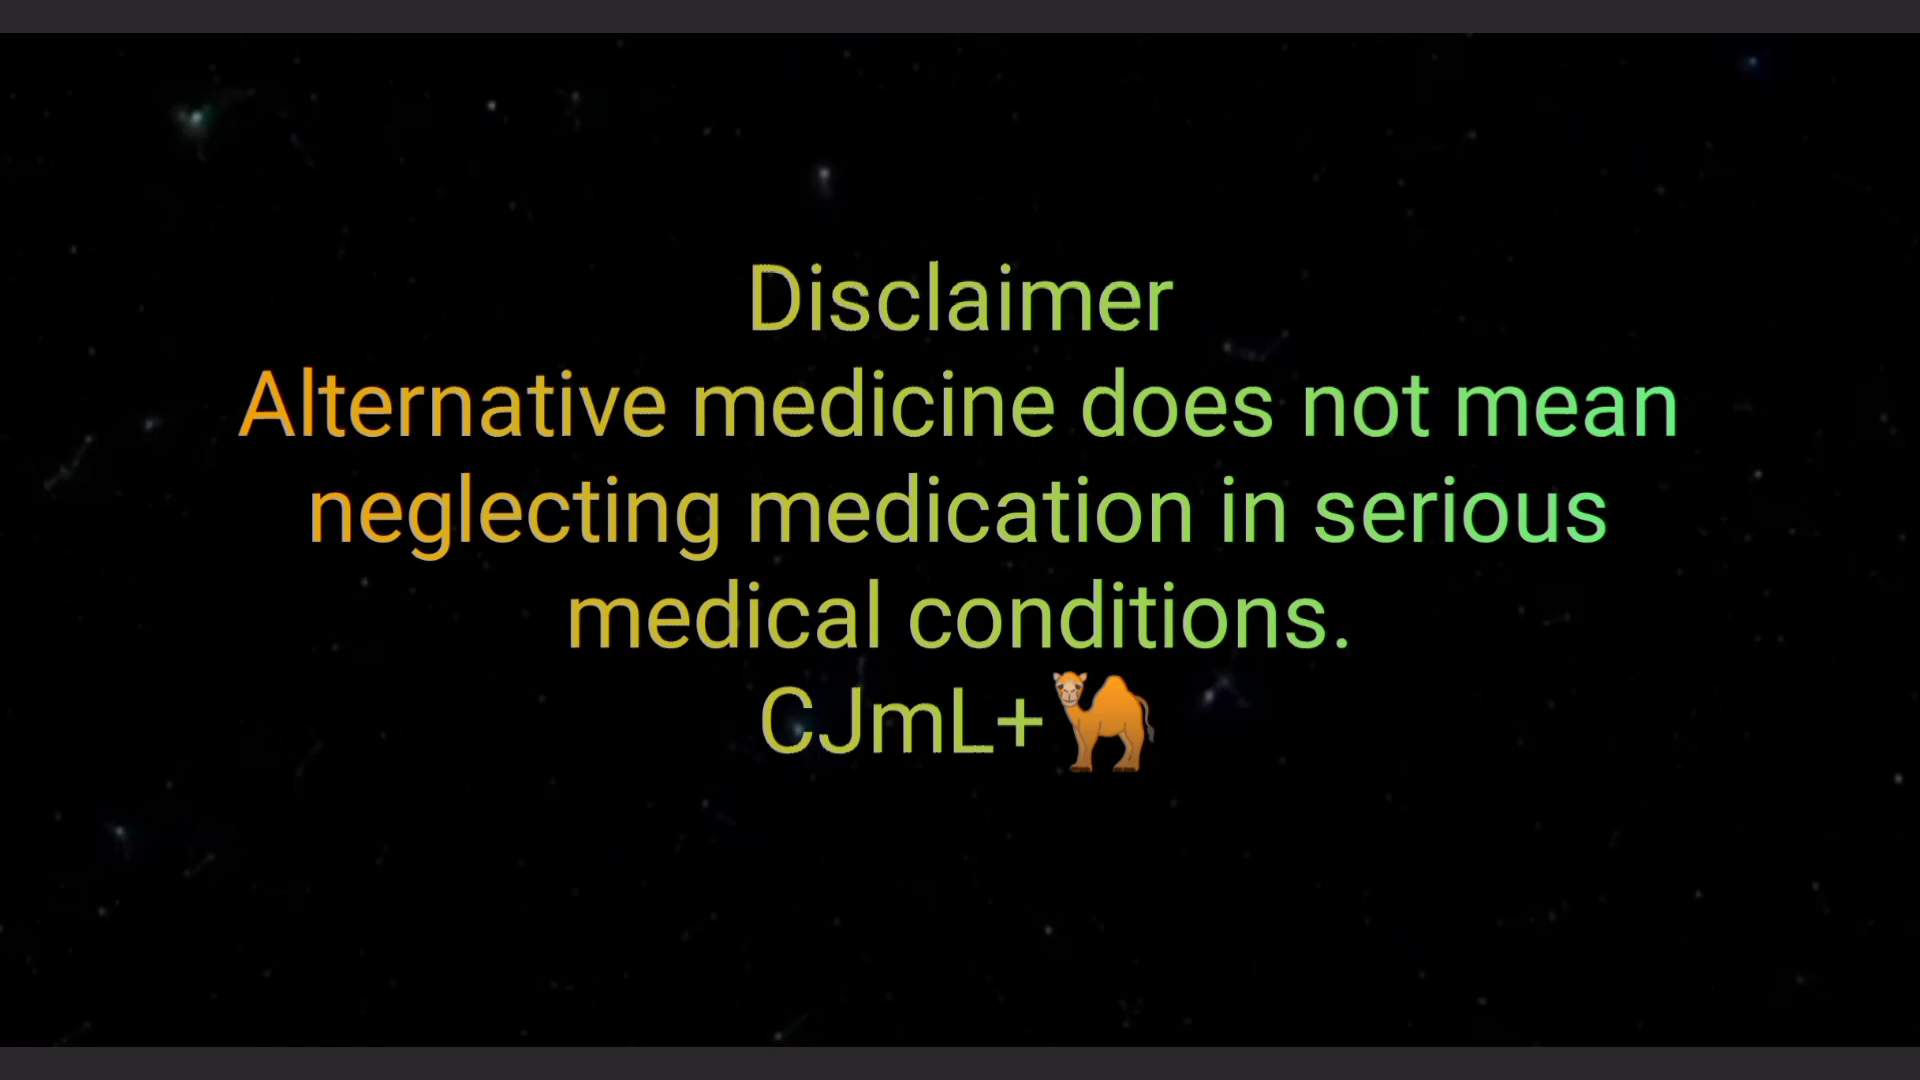 Disclaimer
Alternative medicine does not mean
neglecting medication in serious
medical conditions.
CJmL+🐪